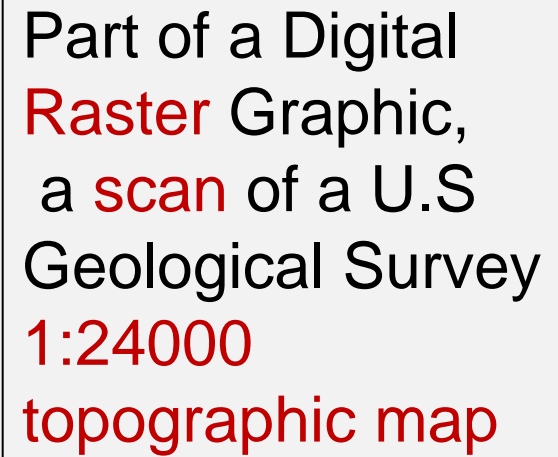 Part of a Digital
Raster Graphic,
a scan of a U.S
Geological Survey
1:24000
topographic map